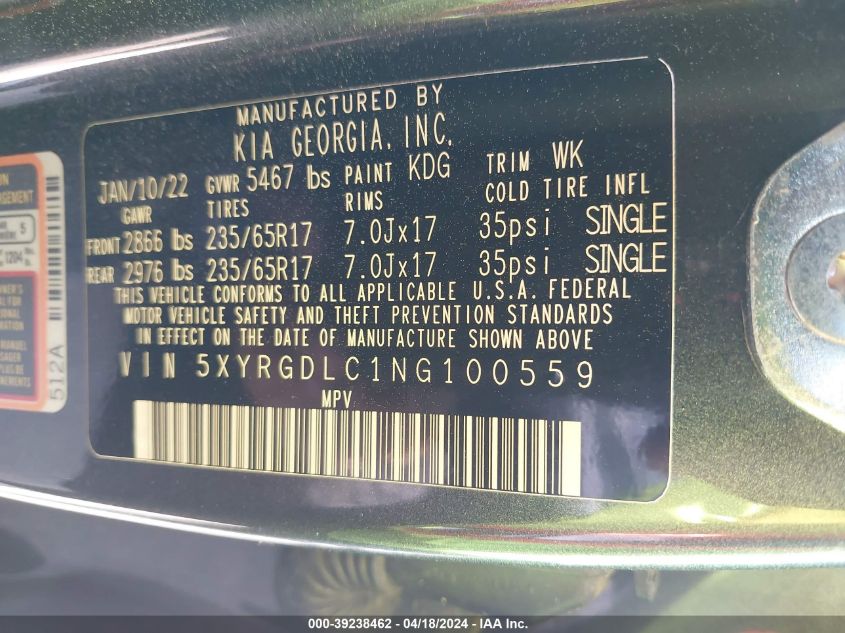 MANUFACTURED BY
KIA GEORGIA, INC.
JAN/10/22 GVWR 5467 lbs PAINT KDG TRIM WK
GAWR TIRES RIMS COLD TIRE INFL
FRONT 2866 lbs 235/65R17 7.0Jx17 35psi SINGLE
REAR 2976 lbs 235/65R17 7.0Jx17 35psi SINGLE
THIS VEHICLE CONFORMS TO ALL APPLICABLE U.S.A. FEDERAL
MOTOR VEHICLE SAFETY AND THEFT PREVENTION STANDARDS
IN EFFECT ON THE DATE OF MANUFACTURE SHOWN ABOVE
VIN 5XYRGDLC1NG100559
MPV
5
1204
MANUEL
512A
000-39238462 - 04/18/2024 - IAA Inc.